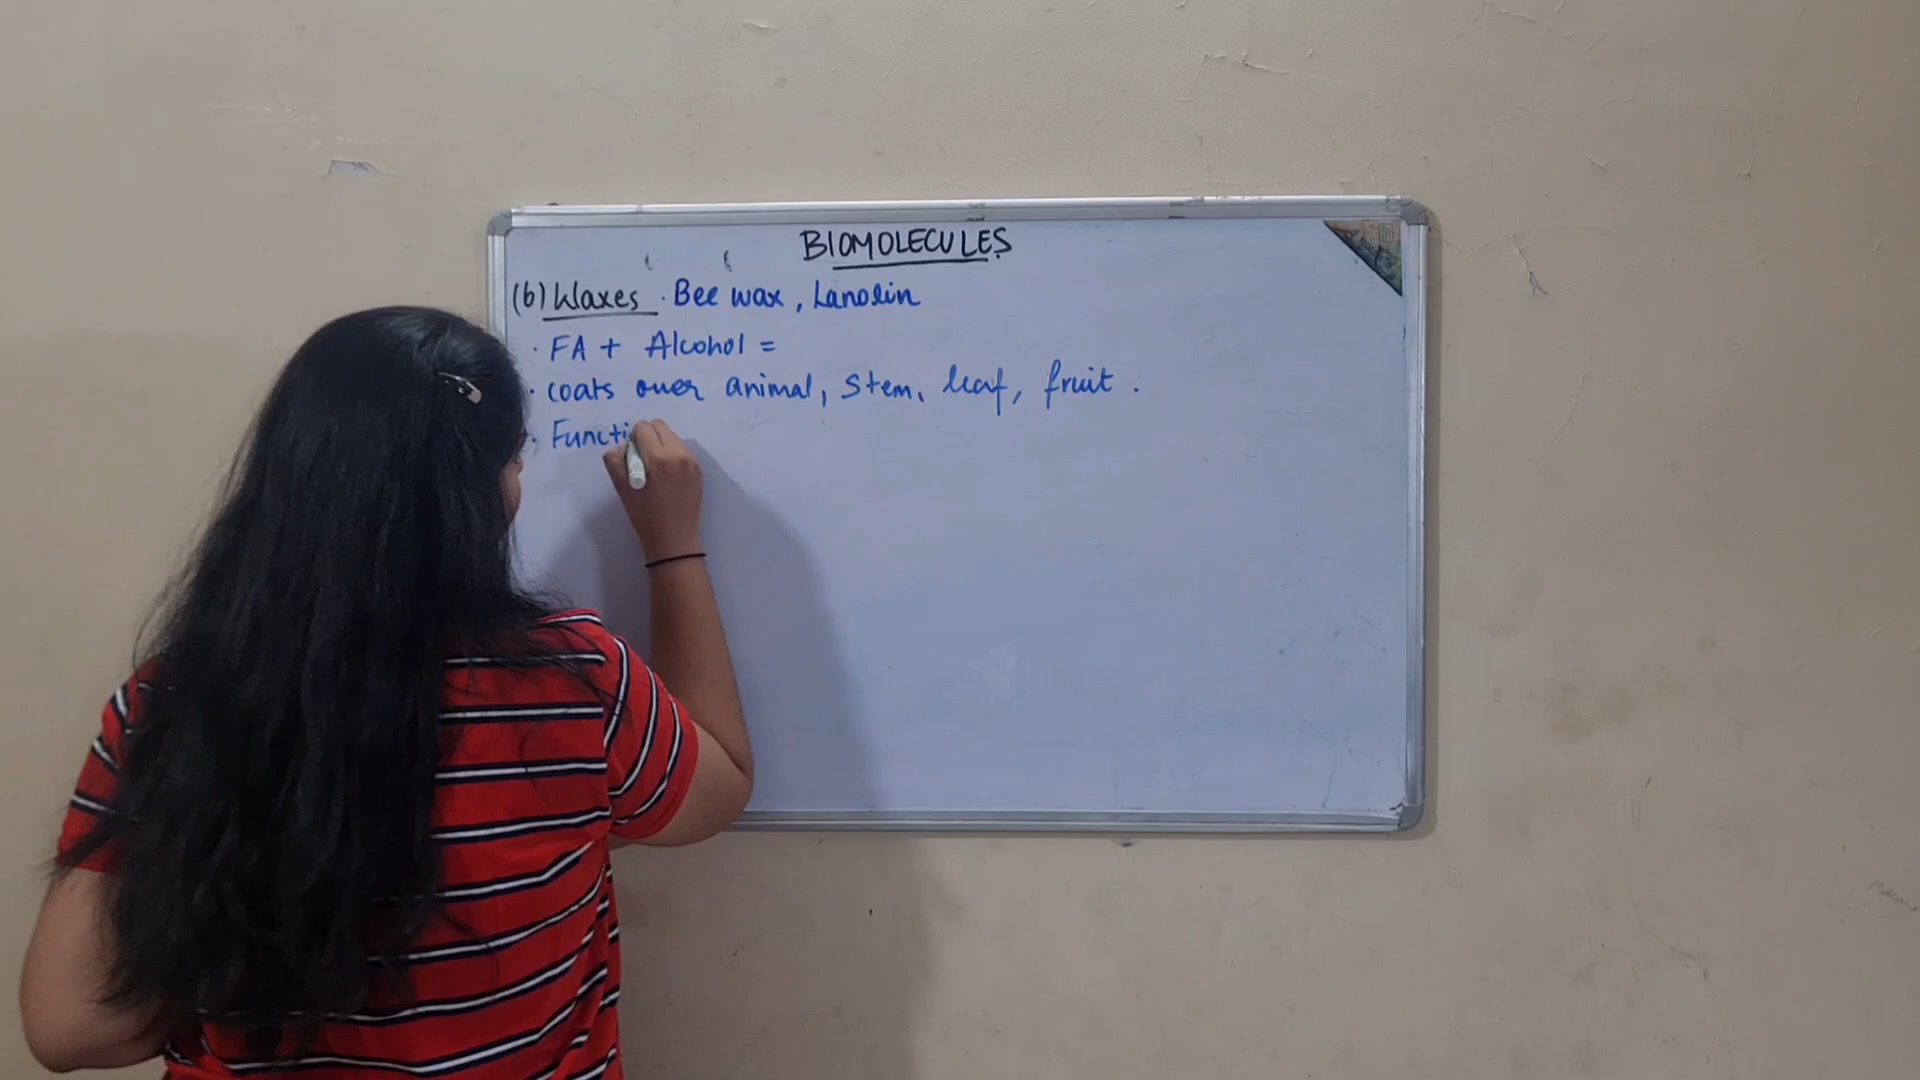 BIOMOLECULES
(b) Waxes . Bee wax, Lanolin
· FA + Alcohol =
· coats over animal, stem, leaf, fruit .
· Functi